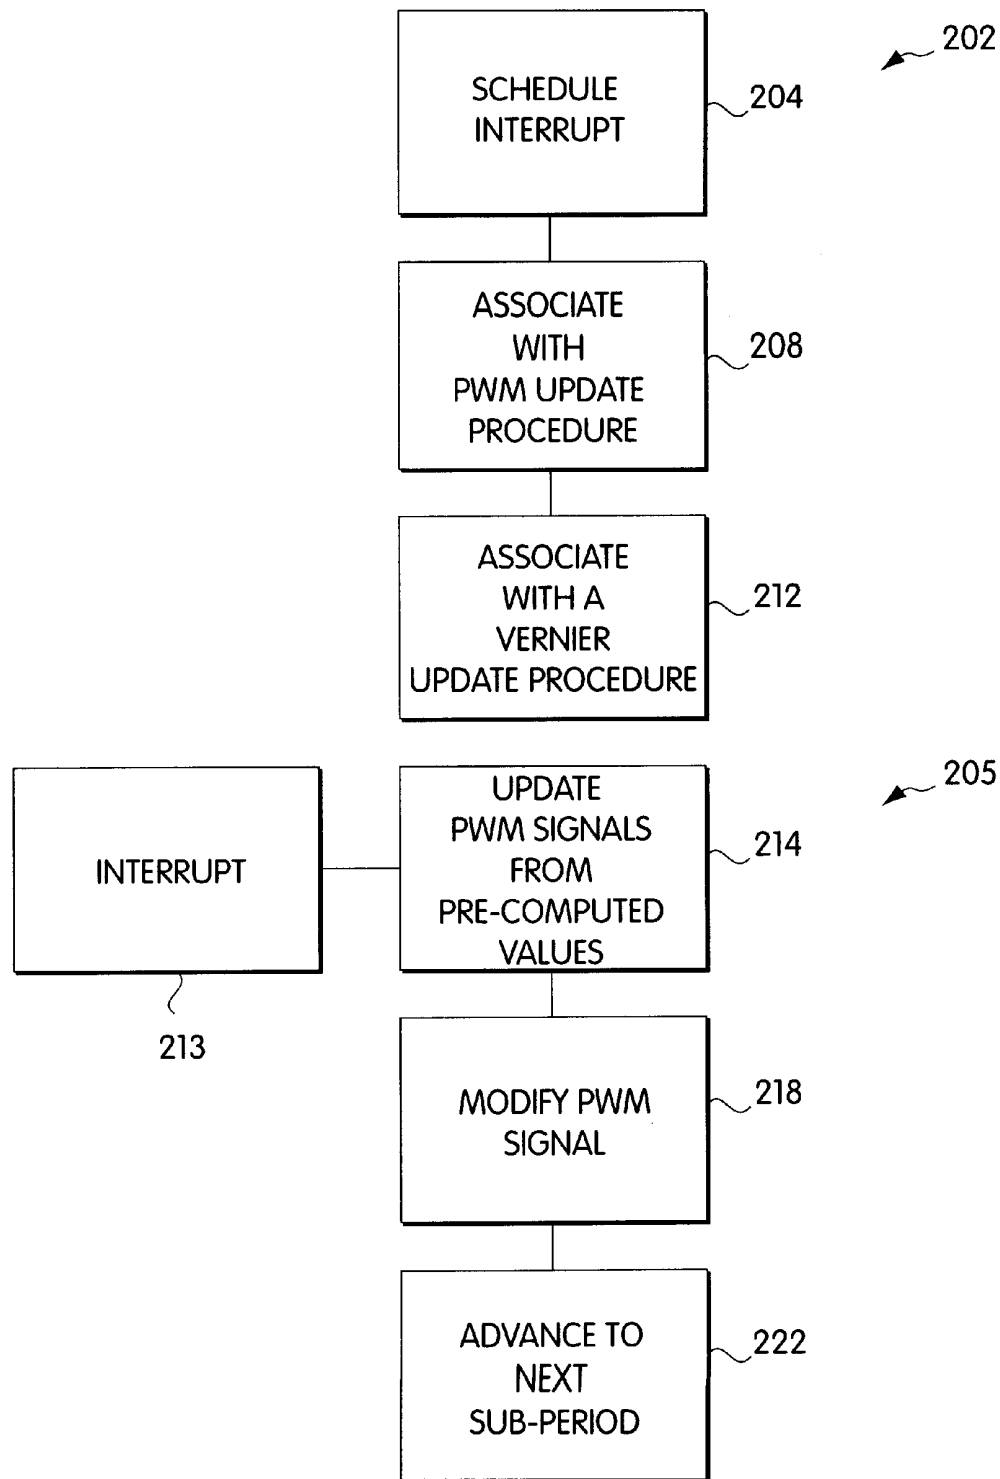 202
SCHEDULE
INTERRUPT
204
ASSOCIATE
WITH
PWM UPDATE
PROCEDURE
208
ASSOCIATE
WITH A
VERNIER
UPDATE PROCEDURE
212
205
INTERRUPT
213
UPDATE
PWM SIGNALS
FROM
PRE-COMPUTED
VALUES
214
MODIFY PWM
SIGNAL
218
ADVANCE TO
NEXT
SUB-PERIOD
222